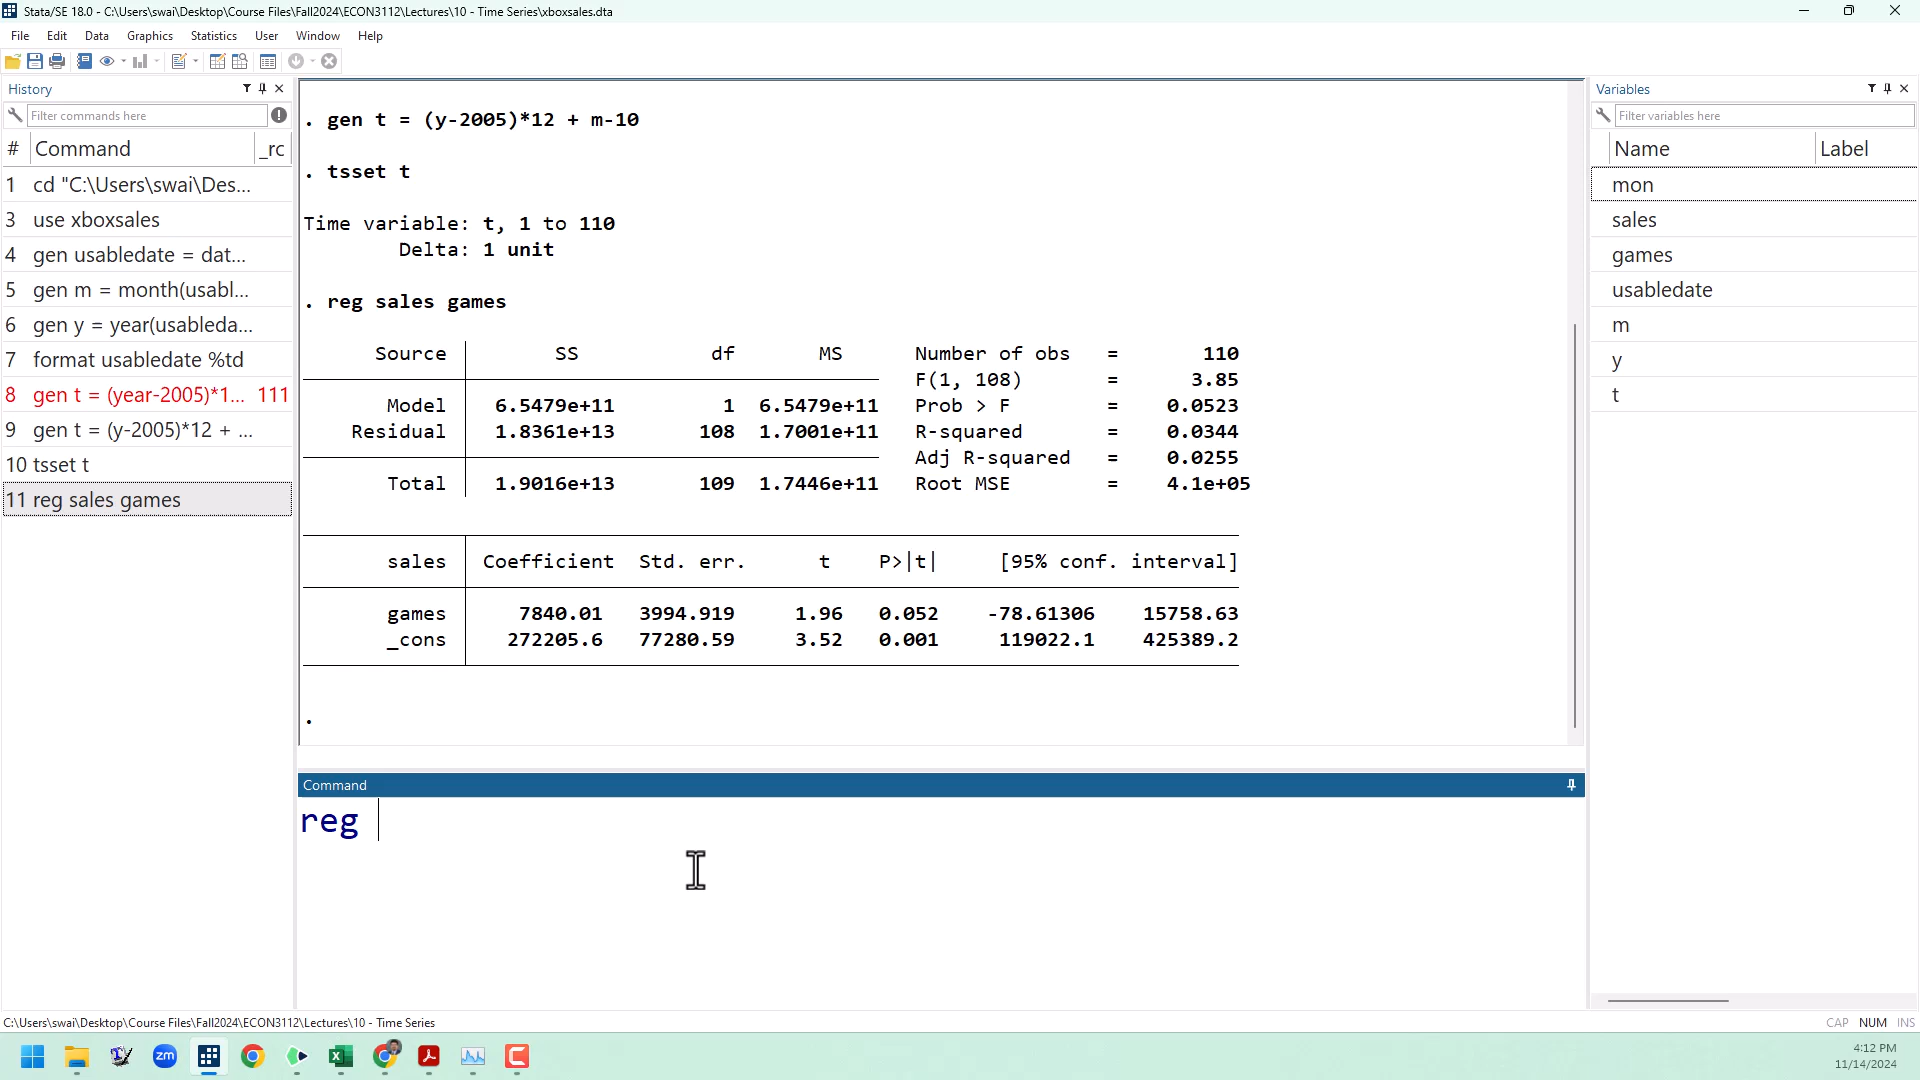 Stata/SE 18.0 - C:\Users\swai\Desktop\Course Files\Fall2024\ECON3112\Lectures\10 - Time Series\xboxsales.dta
File Edit Data Graphics Statistics User Window Help
History
Filter commands here
# Command _rc
1 cd "C:\Users\swai\Des...
3 use xboxsales
4 gen usabledate = dat...
5 gen m = month(usabl...
6 gen y = year(usableda...
7 format usabledate %td
8 gen t = (year-2005)*1... 111
9 gen t = (y-2005)*12 + ...
10 tsset t
11 reg sales games
. gen t = (y-2005)*12 + m-10
. tsset t
Time variable: t, 1 to 110
Delta: 1 unit
. reg sales games
Source SS df MS Number of obs = 110
F(1, 108) = 3.85
Model 6.5479e+11 1 6.5479e+11 Prob > F = 0.0523
Residual 1.8361e+13 108 1.7001e+11 R-squared = 0.0344
Adj R-squared = 0.0255
Total 1.9016e+13 109 1.7446e+11 Root MSE = 4.1e+05
sales Coefficient Std. err. t P>|t| [95% conf. interval]
games 7840.01 3994.919 1.96 0.052 -78.61306 15758.63
_cons 272205.6 77280.59 3.52 0.001 119022.1 425389.2
.
Command
reg
Variables
Filter variables here
Name Label
mon
sales
games
usabledate
m
y
t
C:\Users\swai\Desktop\Course Files\Fall2024\ECON3112\Lectures\10 - Time Series
CAP NUM INS
zm
4:12 PM
11/14/2024